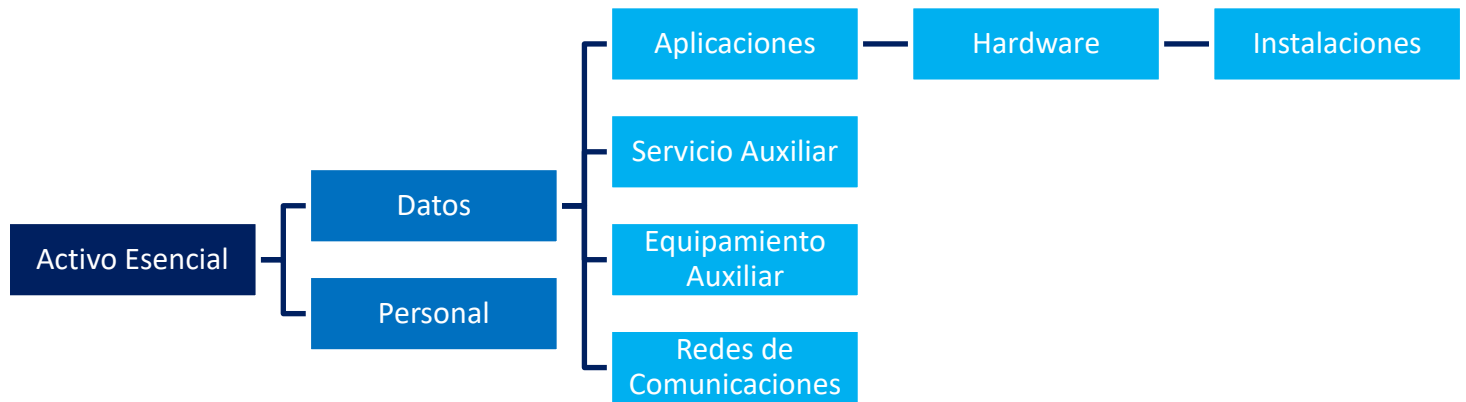 Aplicaciones
Hardware
Instalaciones
Servicio Auxiliar
Datos
Equipamiento
Auxiliar
Activo Esencial
Personal
Redes de
Comunicaciones